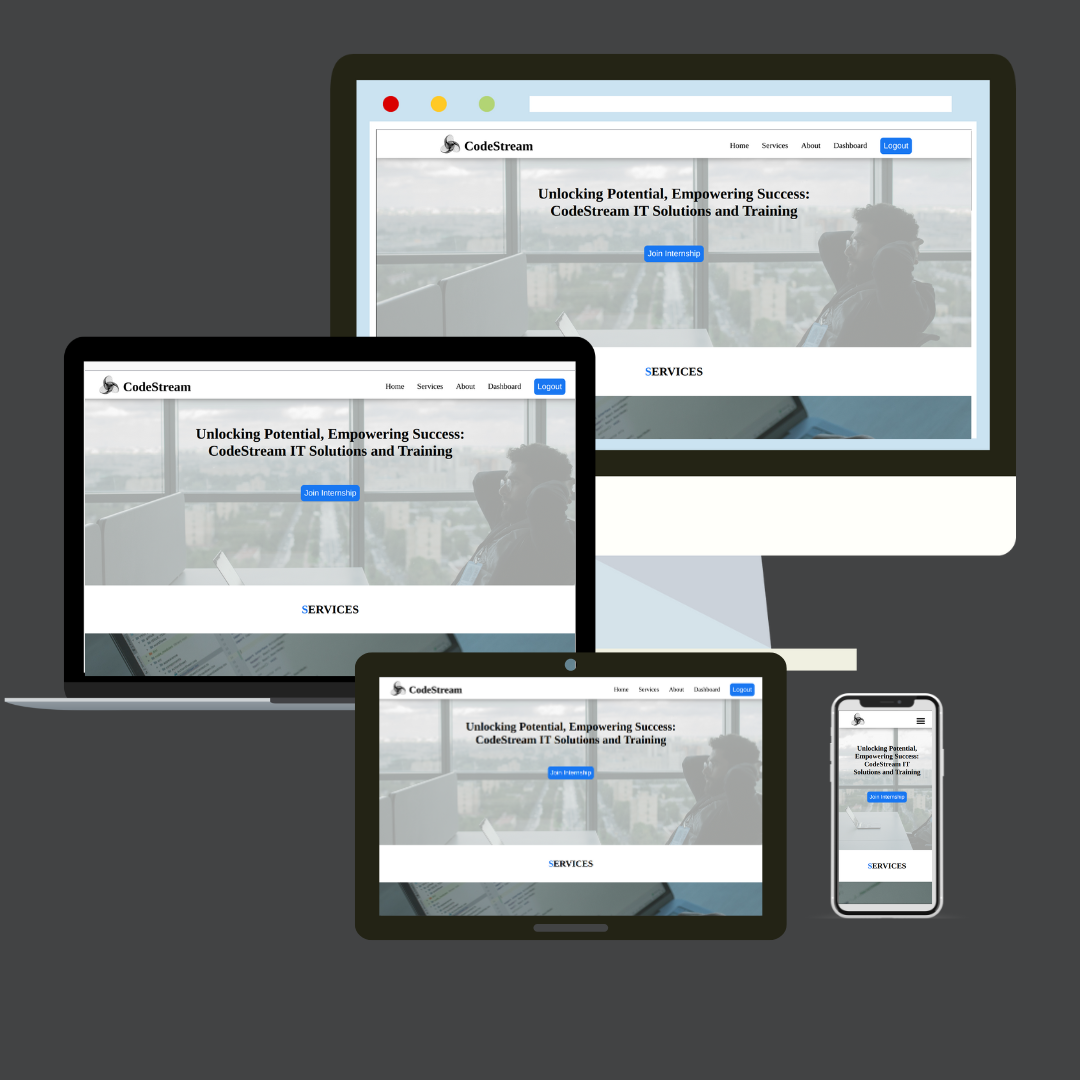 CodeStream
Home Services About Dashboard Logout
Unlocking Potential, Empowering Success:
CodeStream IT Solutions and Training
Join Internship
SERVICES
CodeStream
Home Services About Dashboard Logout
Unlocking Potential, Empowering Success:
CodeStream IT Solutions and Training
Join Internship
SERVICES
CodeStream
Home Services About Dashboard Logout
Unlocking Potential, Empowering Success:
CodeStream IT Solutions and Training
Join Internship
SERVICES
Unlocking Potential,
Empowering Success:
CodeStream IT
Solutions and Training
Join Internship
SERVICES